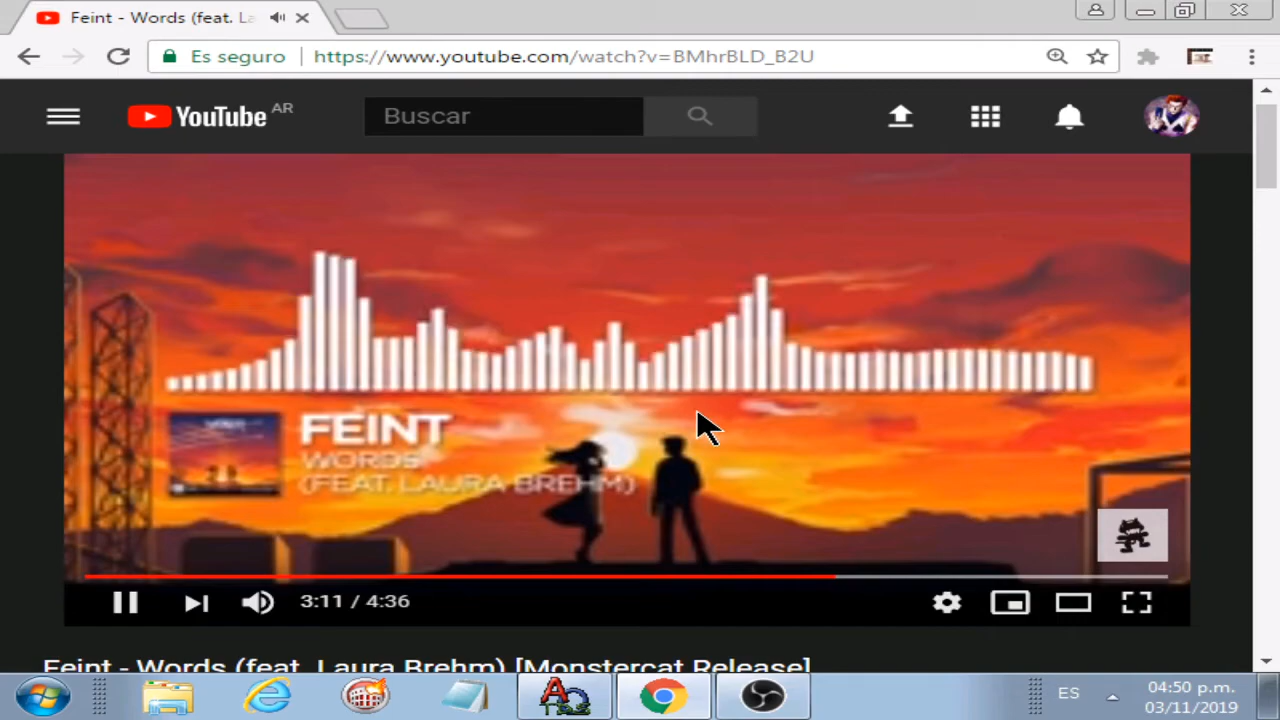 Feint - Words (feat. La
Es seguro
https://www.youtube.com/watch?v=BMhrBLD_B2U
YouTube AR
Buscar
FEINT
WORDS
(FEAT. LAURA BREHM)
3:11 / 4:36
Feint - Words (feat. Laura Brehm) [Monstercat Release]
ES
04:50 p.m.
03/11/2019